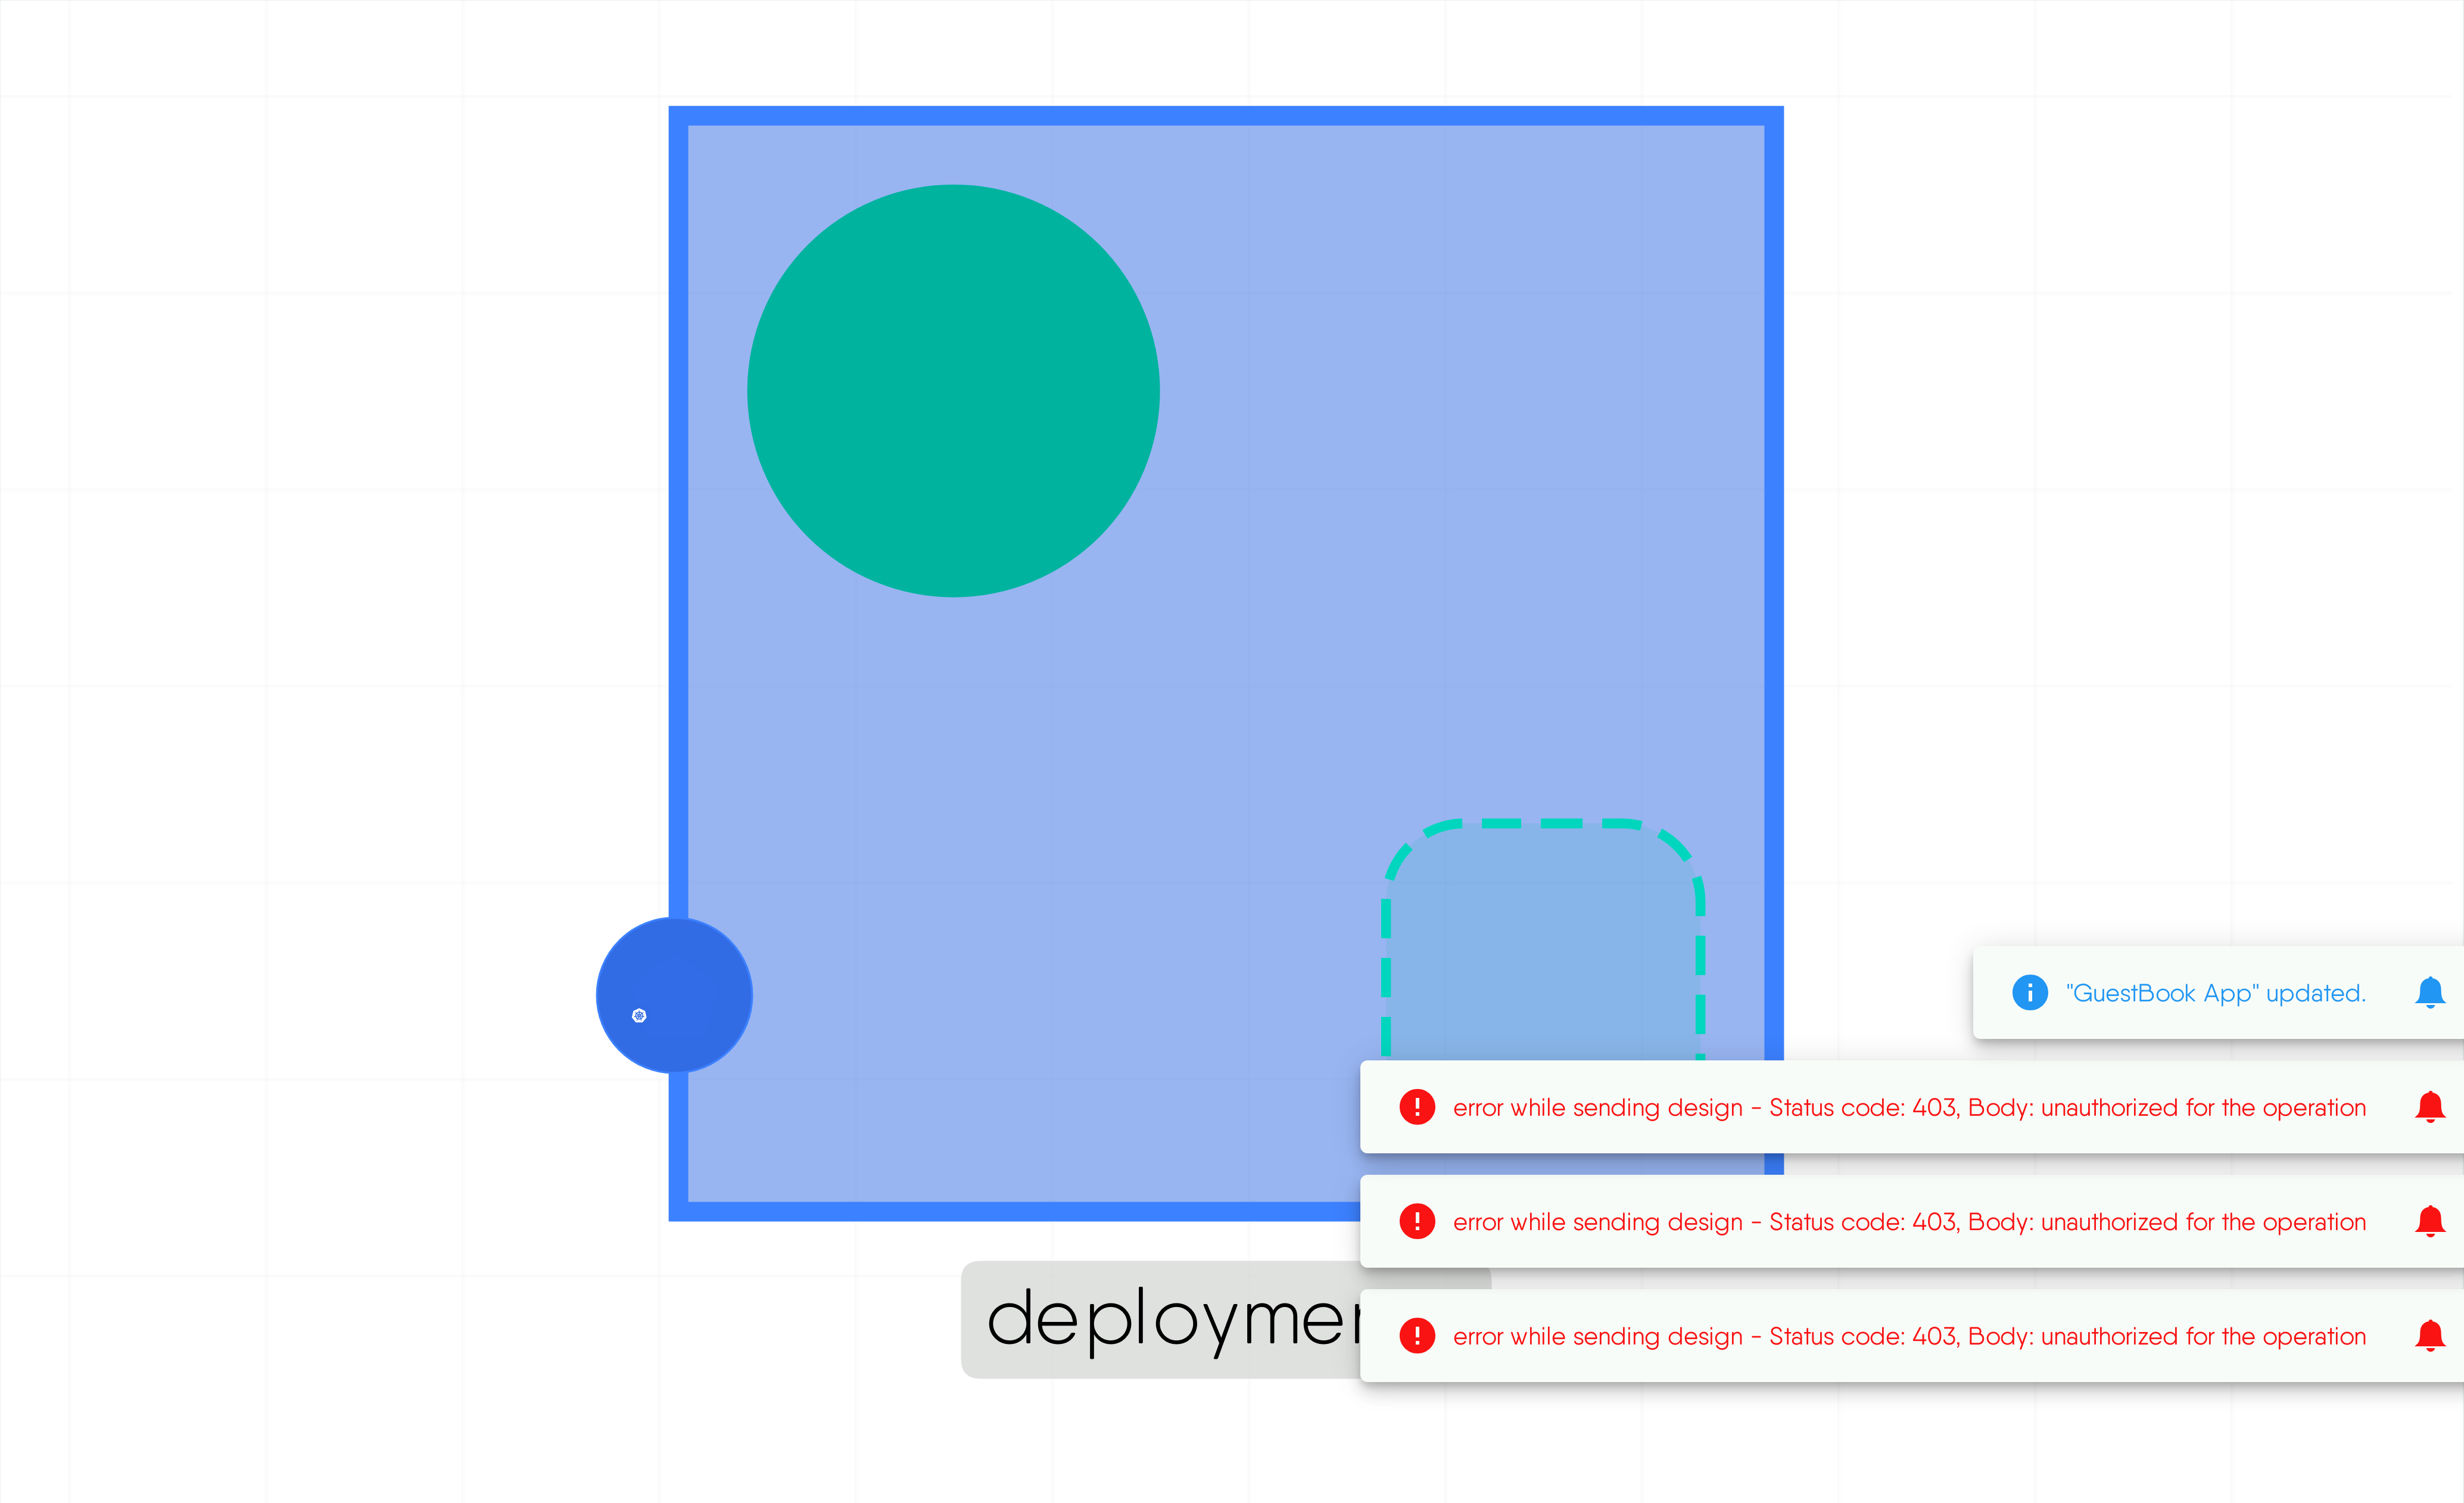 "GuestBook App" updated.
error while sending design - Status code: 403, Body: unauthorized for the operation
error while sending design - Status code: 403, Body: unauthorized for the operation
error while sending design - Status code: 403, Body: unauthorized for the operation